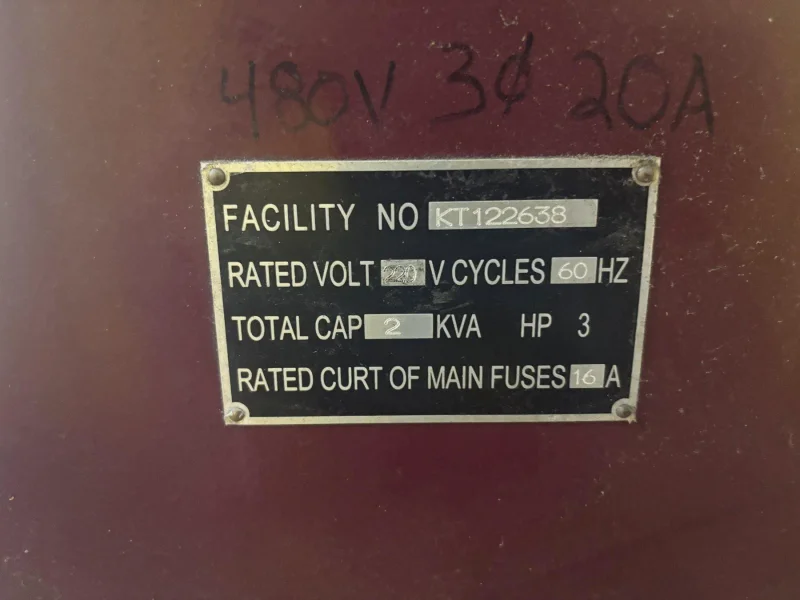 480V 3¢ 20A
FACILITY NO KT122638
RATED VOLT 220 V CYCLES 60 HZ
TOTAL CAP 2 KVA HP 3
RATED CURT OF MAIN FUSES 16 A